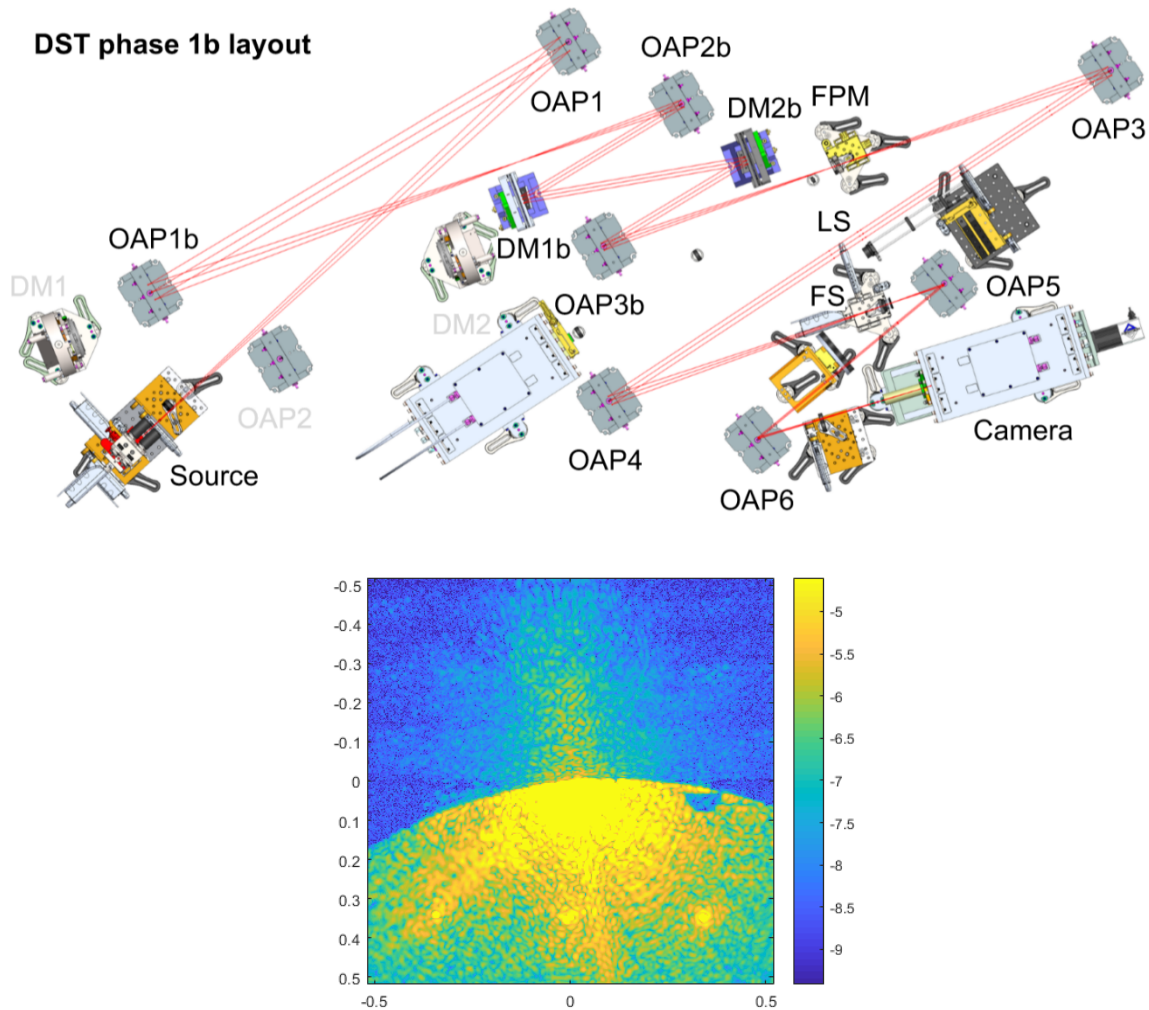 DST phase 1b layout
OAP1
OAP2b
DM2b
FPM
OAP3
OAP1b
DM1
DM1b
LS
OAP5
OAP3b
FS
DM2
OAP2
Source
OAP4
Camera
OAP6
-0.5
-0.4
-0.3
-0.2
-0.1
0
0.1
0.2
0.3
0.4
0.5
-0.5
0
0.5
-5
-5.5
-6
-6.5
-7
-7.5
-8
-8.5
-9